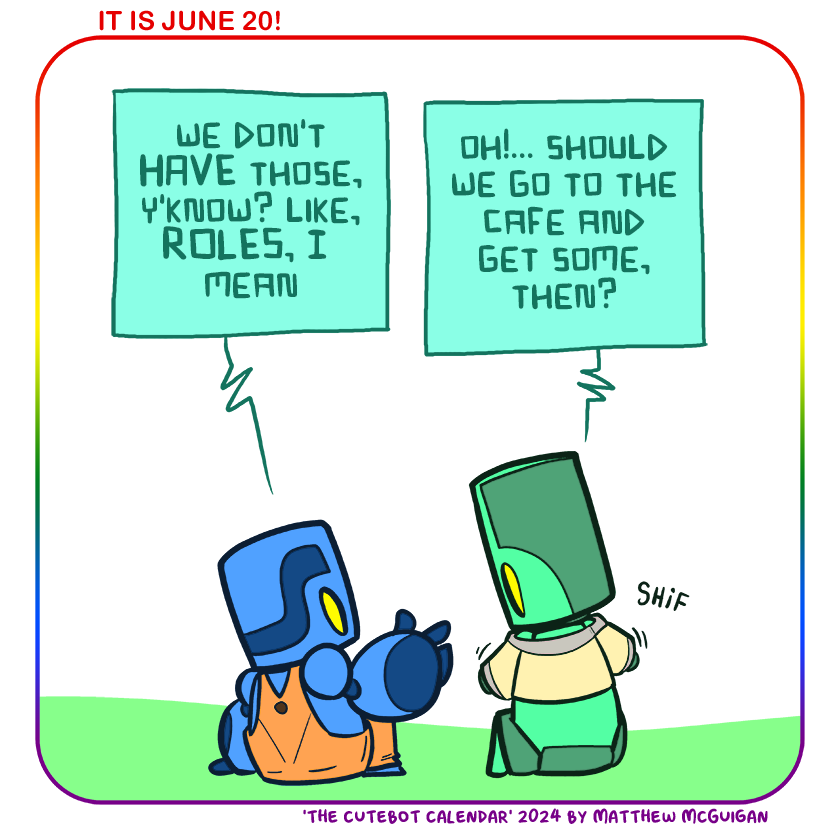 IT IS JUNE 20!
WE DON'T
HAVE THOSE,
Y'KNOW? LIKE,
ROLES, I
MEAN
OH!... SHOULD
WE GO TO THE
CAFE AND
GET SOME,
THEN?
SHiF
'THE CUTEBOT CALENDAR' 2024 BY MATTHEW MCGUIGAN